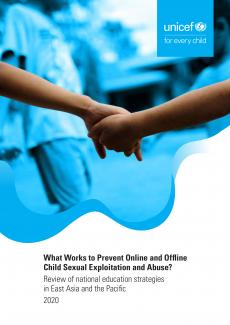 unicef
for every child
What Works to Prevent Online and Offline
Child Sexual Exploitation and Abuse?
Review of national education strategies
in East Asia and the Pacific
2020